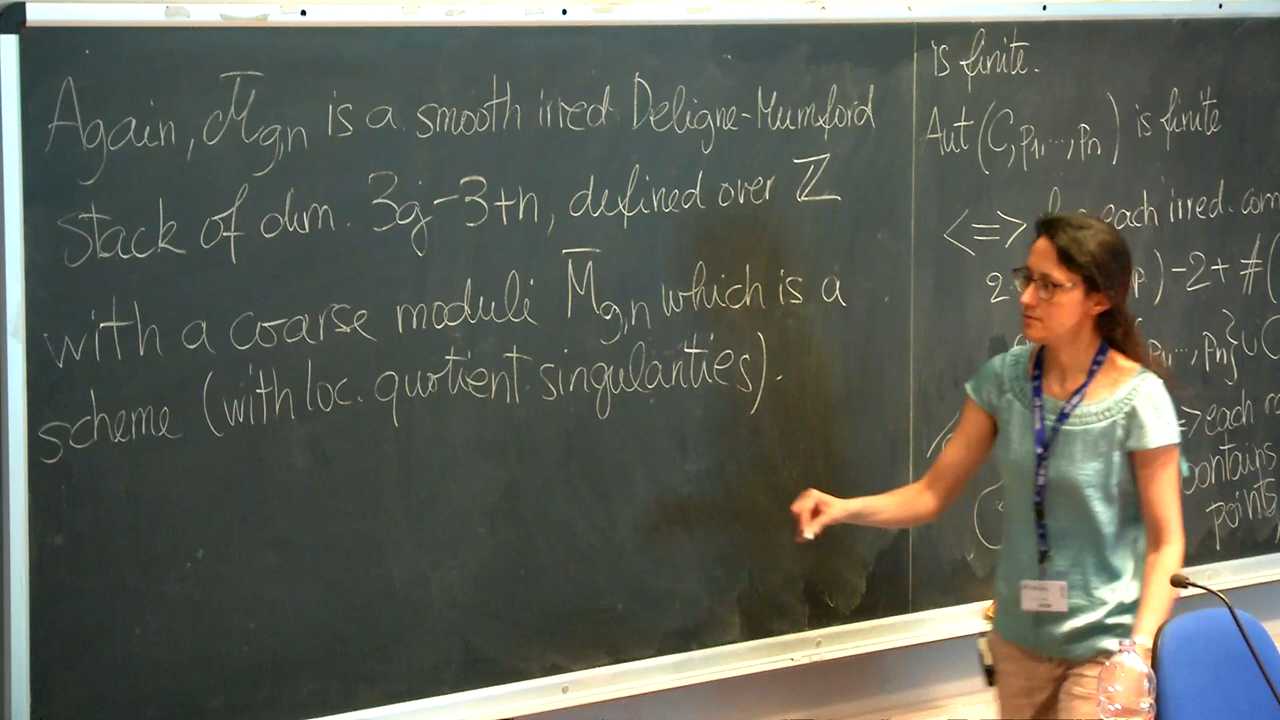 Again, M̅g,n is a smooth irred Deligne-Mumford
stack of dim. 3g-3+n, defined over ℤ
with a coarse moduli M̅g,n which is a
scheme (with loc. quotient singularities).
is finite.
Aut(C, p1, ..., pn) is finite
<=> each irred. com
2 ) -2 + #(
p1, ..., pn} ∪ C
=> each
contains
points